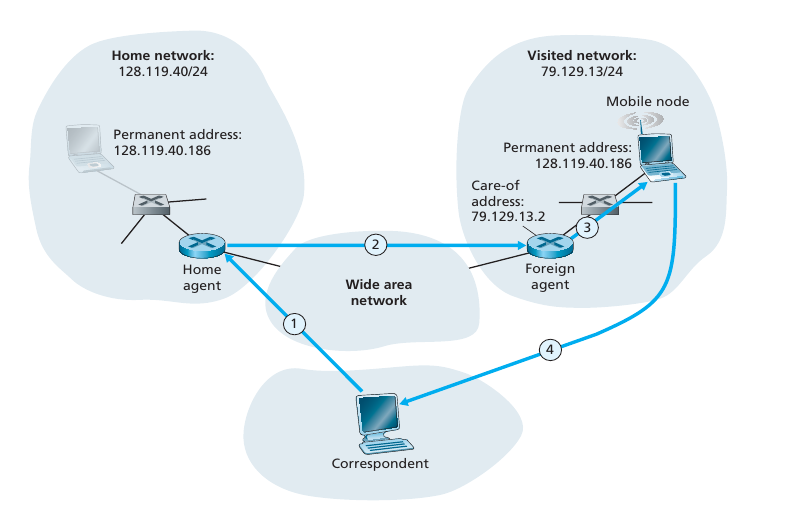 Home network:
128.119.40/24
Visited network:
79.129.13/24
Mobile node
Permanent address:
128.119.40.186
Permanent address:
128.119.40.186
Care-of
address:
79.129.13.2
3
2
Home
agent
Foreign
agent
Wide area
network
1
4
Correspondent